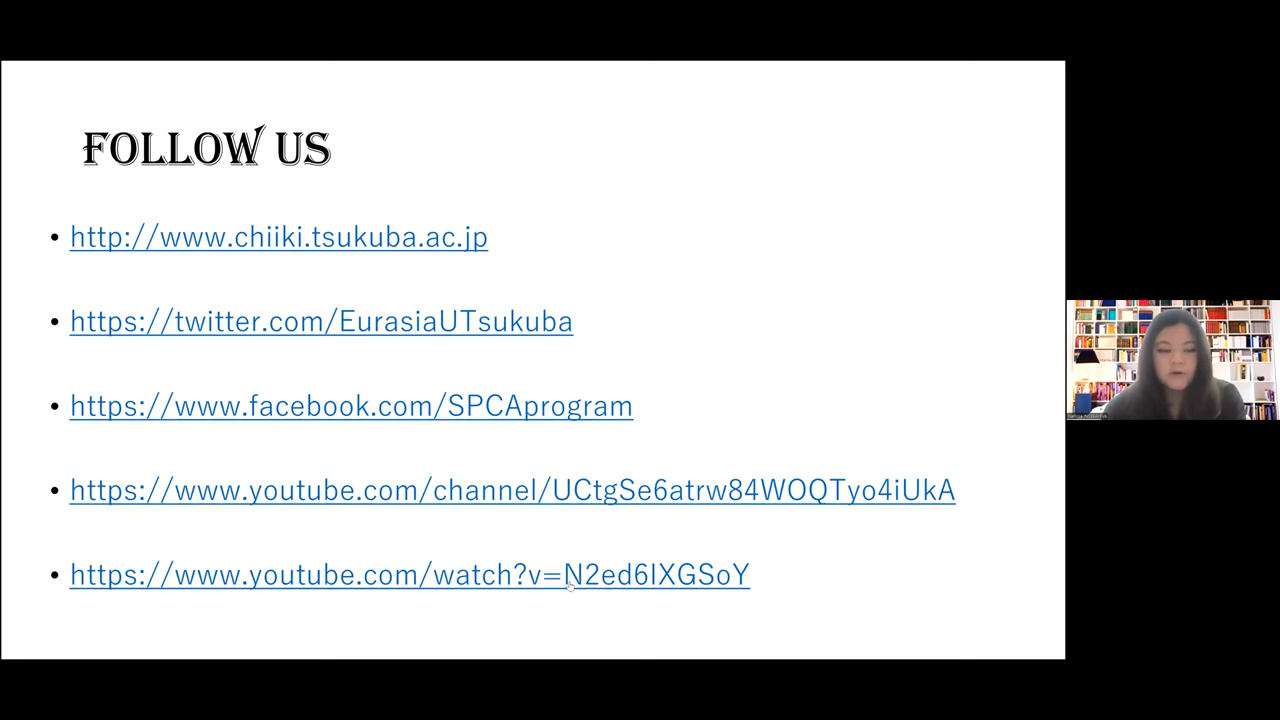 FOLLOW US
• http://www.chiiki.tsukuba.ac.jp
• https://twitter.com/EurasiaUTsukuba
• https://www.facebook.com/SPCAprogram
• https://www.youtube.com/channel/UCtgSe6atrw84WOQTyo4iUkA
• https://www.youtube.com/watch?v=N2ed6IXGSoY